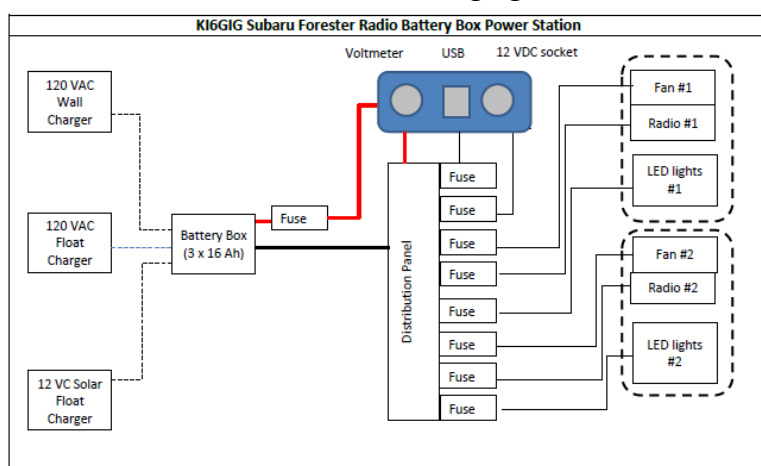 KI6GIG Subaru Forester Radio Battery Box Power Station
Voltmeter
USB
12 VDC socket
120 VAC
Wall
Charger
120 VAC
Float
Charger
12 VC Solar
Float
Charger
Battery Box
(3 x 16 Ah)
Fuse
Distribution Panel
Fuse
Fuse
Fuse
Fuse
Fuse
Fuse
Fuse
Fuse
Fan #1
Radio #1
LED lights
#1
Fan #2
Radio #2
LED lights
#2